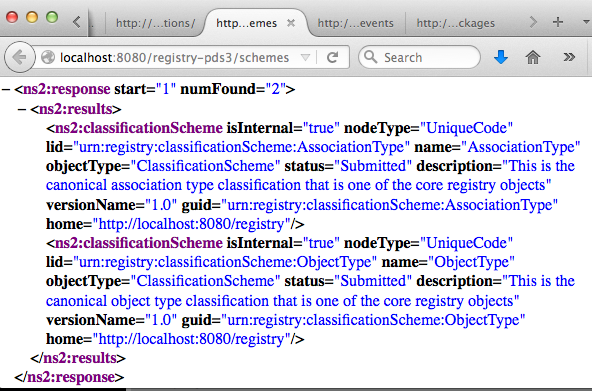 http://...tions/
http...emes ×
http://...events
http://...ckages
localhost:8080/registry-pds3/schemes
Search
− <ns2:response start="1" numFound="2">
− <ns2:results>
<ns2:classificationScheme isInternal="true" nodeType="UniqueCode"
lid="urn:registry:classificationScheme:AssociationType" name="AssociationType"
objectType="ClassificationScheme" status="Submitted" description="This is the
canonical association type classification that is one of the core registry objects"
versionName="1.0" guid="urn:registry:classificationScheme:AssociationType"
home="http://localhost:8080/registry"/>
<ns2:classificationScheme isInternal="true" nodeType="UniqueCode"
lid="urn:registry:classificationScheme:ObjectType" name="ObjectType"
objectType="ClassificationScheme" status="Submitted" description="This is the
canonical object type classification that is one of the core registry objects"
versionName="1.0" guid="urn:registry:classificationScheme:ObjectType"
home="http://localhost:8080/registry"/>
</ns2:results>
</ns2:response>